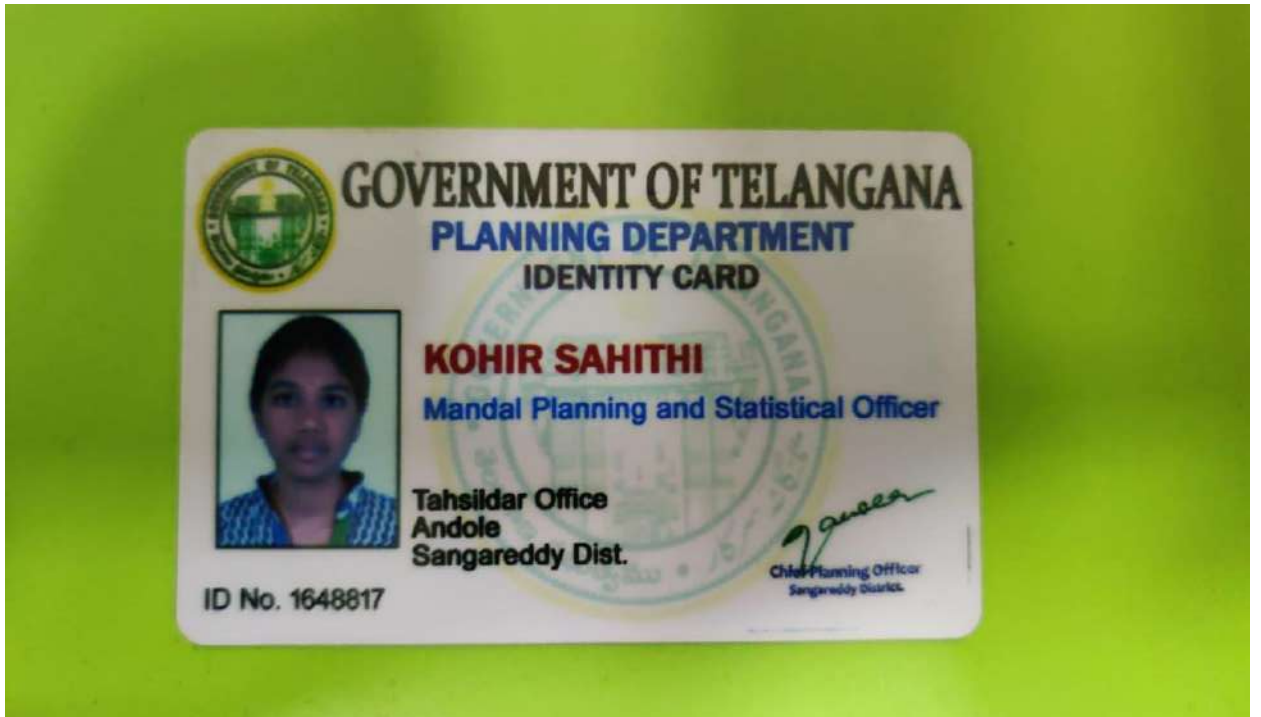 GOVERNMENT OF TELANGANA
PLANNING DEPARTMENT
IDENTITY CARD
KOHIR SAHITHI
Mandal Planning and Statistical Officer
Tahsildar Office
Andole
Sangareddy Dist.
Chief Planning Officer
Sangareddy District.
ID No. 1648817